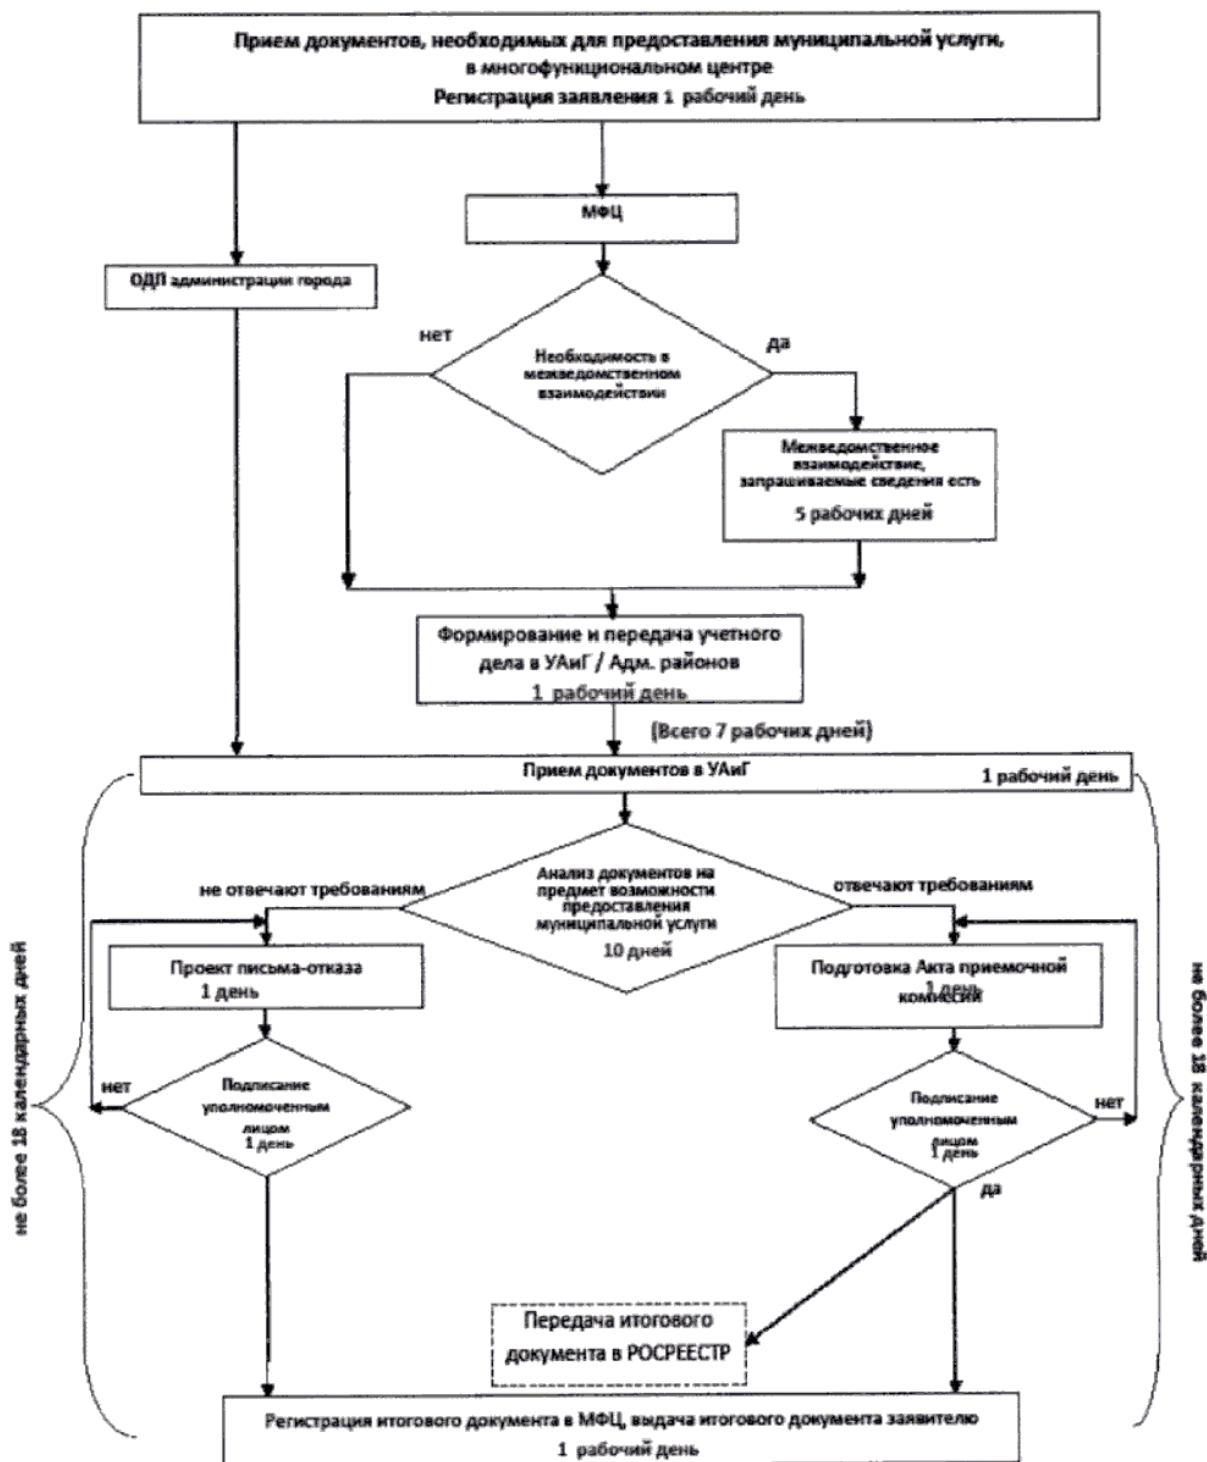 Прием документов, необходимых для предоставления муниципальной услуги,
в многофункциональном центре
Регистрация заявления 1 рабочий день
МФЦ
ОДП администрации города
нет
да
Необходимость в
межведомственном
взаимодействии
Межведомственное
взаимодействие,
запрашиваемые сведения есть
5 рабочих дней
Формирование и передача учетного
дела в УАиГ / Адм. районов
1 рабочий день
(Всего 7 рабочих дней)
Прием документов в УАиГ
1 рабочий день
Анализ документов на
предмет возможности
предоставления
муниципальной услуги
10 дней
не отвечают требованиям
отвечают требованиям
Проект письма-отказа
1 день
Подготовка Акта приемочной
комиссии
1 день
нет
Подписание
уполномоченным
лицом
1 день
Подписание
уполномоченным
лицом
1 день
нет
да
не более 18 календарных дней
не более 18 календарных дней
Передача итогового
документа в РОСРЕЕСТР
Регистрация итогового документа в МФЦ, выдача итогового документа заявителю
1 рабочий день